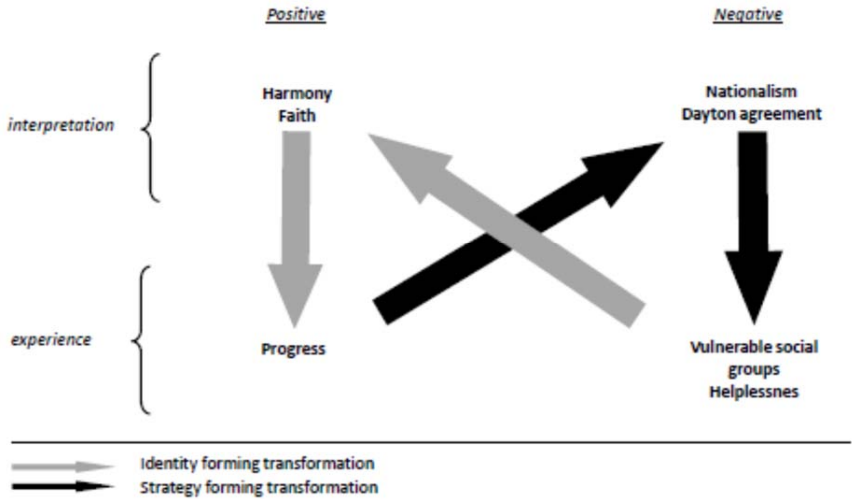 Positive
Negative
interpretation
Harmony
Faith
Nationalism
Dayton agreement
experience
Progress
Vulnerable social
groups
Helplessnes
Identity forming transformation
Strategy forming transformation